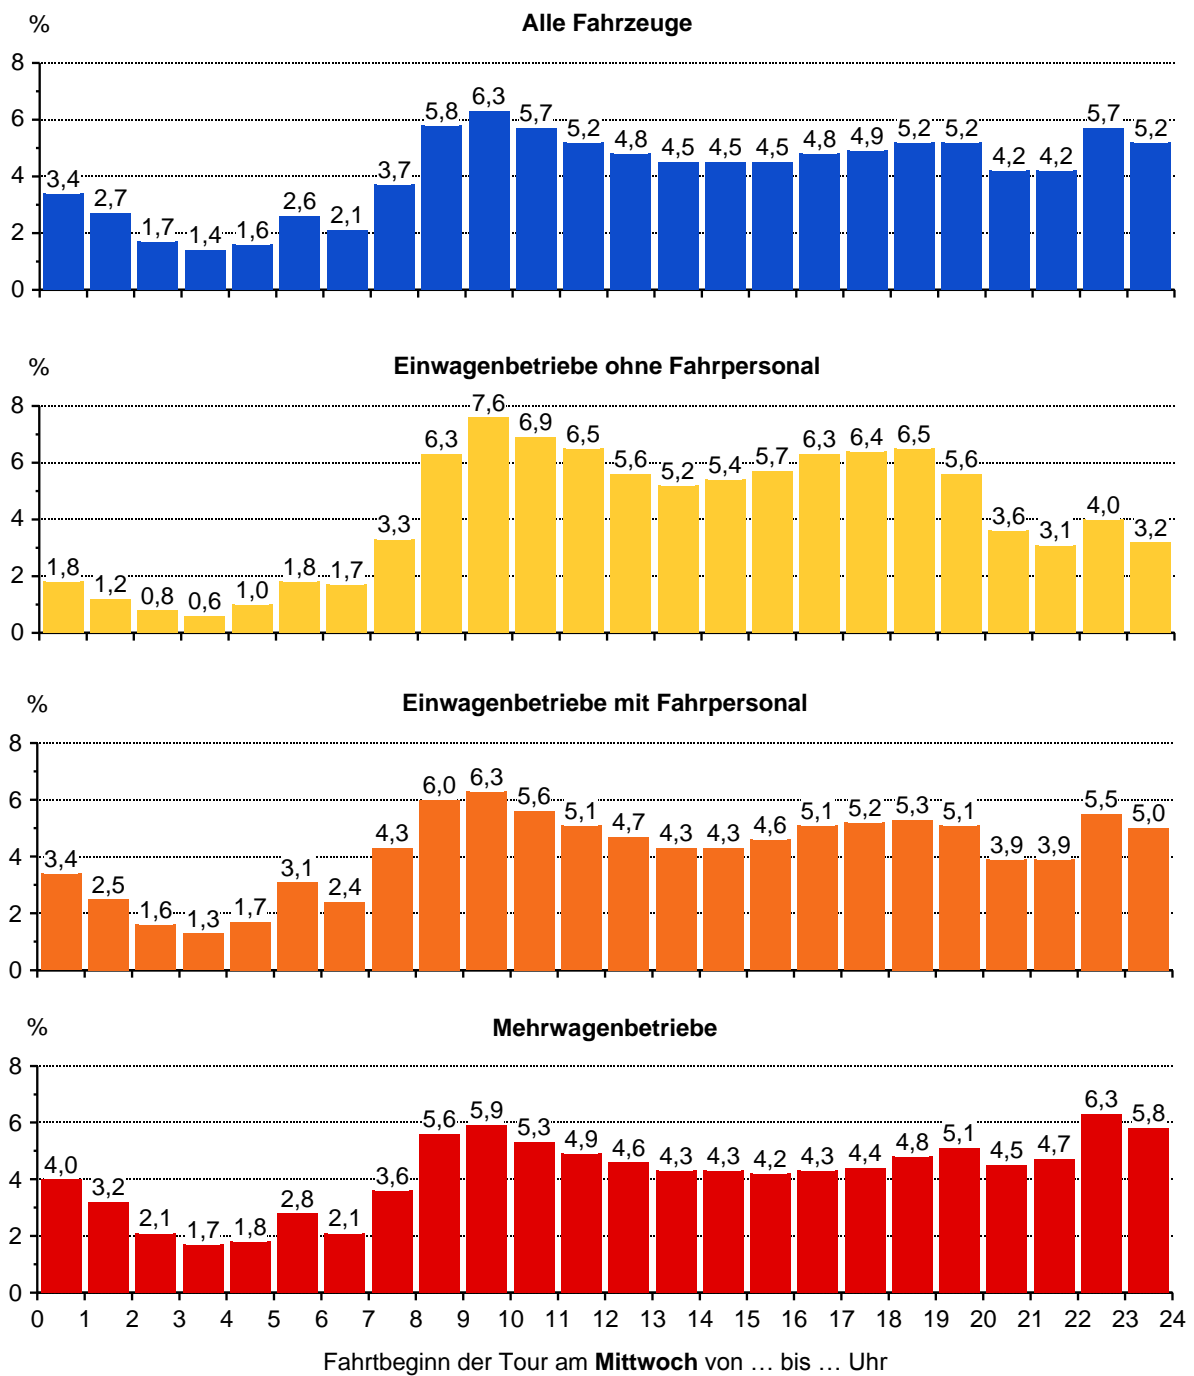 % Alle Fahrzeuge
8
6
4
2
0
3,4 2,7 1,7 1,4 1,6 2,6 2,1 3,7 5,8 6,3 5,7 5,2 4,8 4,5 4,5 4,5 4,8 4,9 5,2 5,2 4,2 4,2 5,7 5,2
% Einwagenbetriebe ohne Fahrpersonal
8
6
4
2
0
1,8 1,2 0,8 0,6 1,0 1,8 1,7 3,3 6,3 7,6 6,9 6,5 5,6 5,2 5,4 5,7 6,3 6,4 6,5 5,6 3,6 3,1 4,0 3,2
% Einwagenbetriebe mit Fahrpersonal
8
6
4
2
0
3,4 2,5 1,6 1,3 1,7 3,1 2,4 4,3 6,0 6,3 5,6 5,1 4,7 4,3 4,3 4,6 5,1 5,2 5,3 5,1 3,9 3,9 5,5 5,0
% Mehrwagenbetriebe
8
6
4
2
0
4,0 3,2 2,1 1,7 1,8 2,8 2,1 3,6 5,6 5,9 5,3 4,9 4,6 4,3 4,3 4,2 4,3 4,4 4,8 5,1 4,5 4,7 6,3 5,8
0 1 2 3 4 5 6 7 8 9 10 11 12 13 14 15 16 17 18 19 20 21 22 23 24
Fahrtbeginn der Tour am Mittwoch von … bis … Uhr